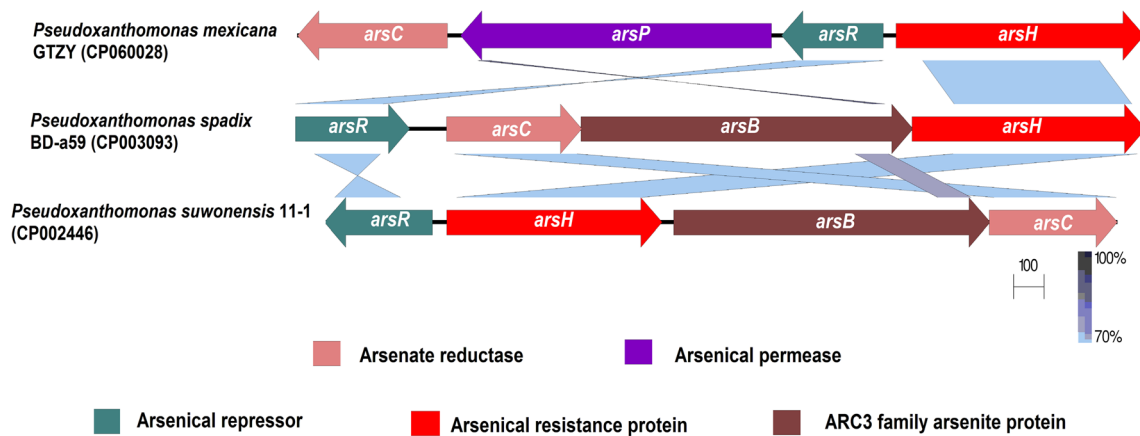 Pseudoxanthomonas mexicana
GTZY (CP060028)
arsC arsP arsR arsH
Pseudoxanthomonas spadix
BD-a59 (CP003093)
arsR arsC arsB arsH
Pseudoxanthomonas suwonensis 11-1
(CP002446)
arsR arsH arsB arsC
100
100%
70%
Arsenate reductase
Arsenical permease
Arsenical repressor
Arsenical resistance protein
ARC3 family arsenite protein